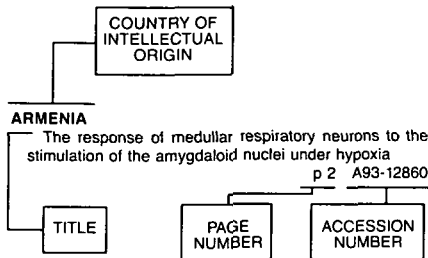 COUNTRY OF
INTELLECTUAL
ORIGIN
ARMENIA
The response of medullar respiratory neurons to the
stimulation of the amygdaloid nuclei under hypoxia
p 2 A93-12860
TITLE
PAGE
NUMBER
ACCESSION
NUMBER